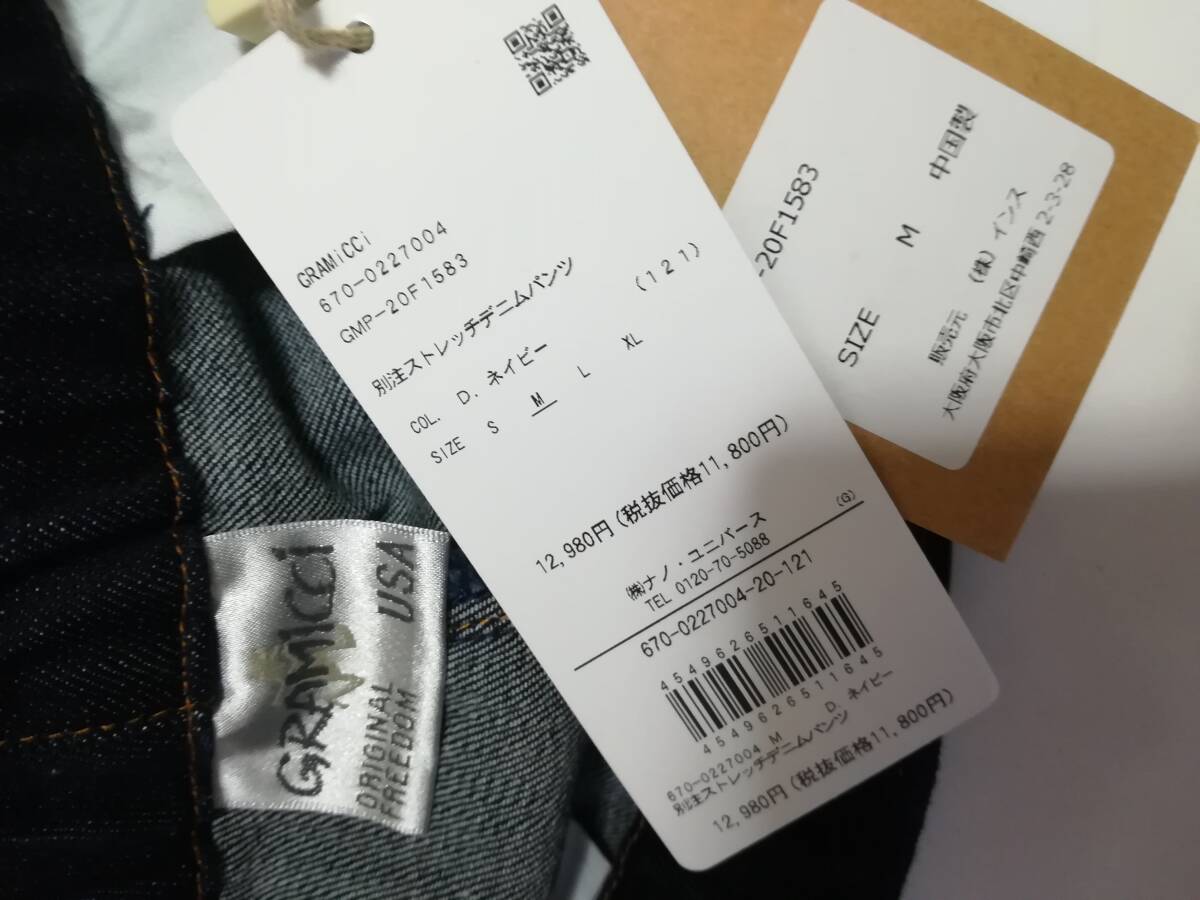 GRAMiCCi
670-0227004
GMP-20F1583
別注ストレッチデニムパンツ
COL. D. ネイビー (121)
SIZE S M L XL
12,980円(税抜価格11,800円)
(G)
㈱ナノ・ユニバース
TEL 0120-70-5088
670-0227004-20-121
4549626511645
4549626511645
670-0227004 M D. ネイビー
別注ストレッチデニムパンツ
12,980円(税抜価格11,800円)
-20F1583
SIZE M 中国製
販売元 (株)インス
大阪府大阪市北区中崎西 2-3-28
GRAMiCCi
ORIGINAL USA
FREEDOM